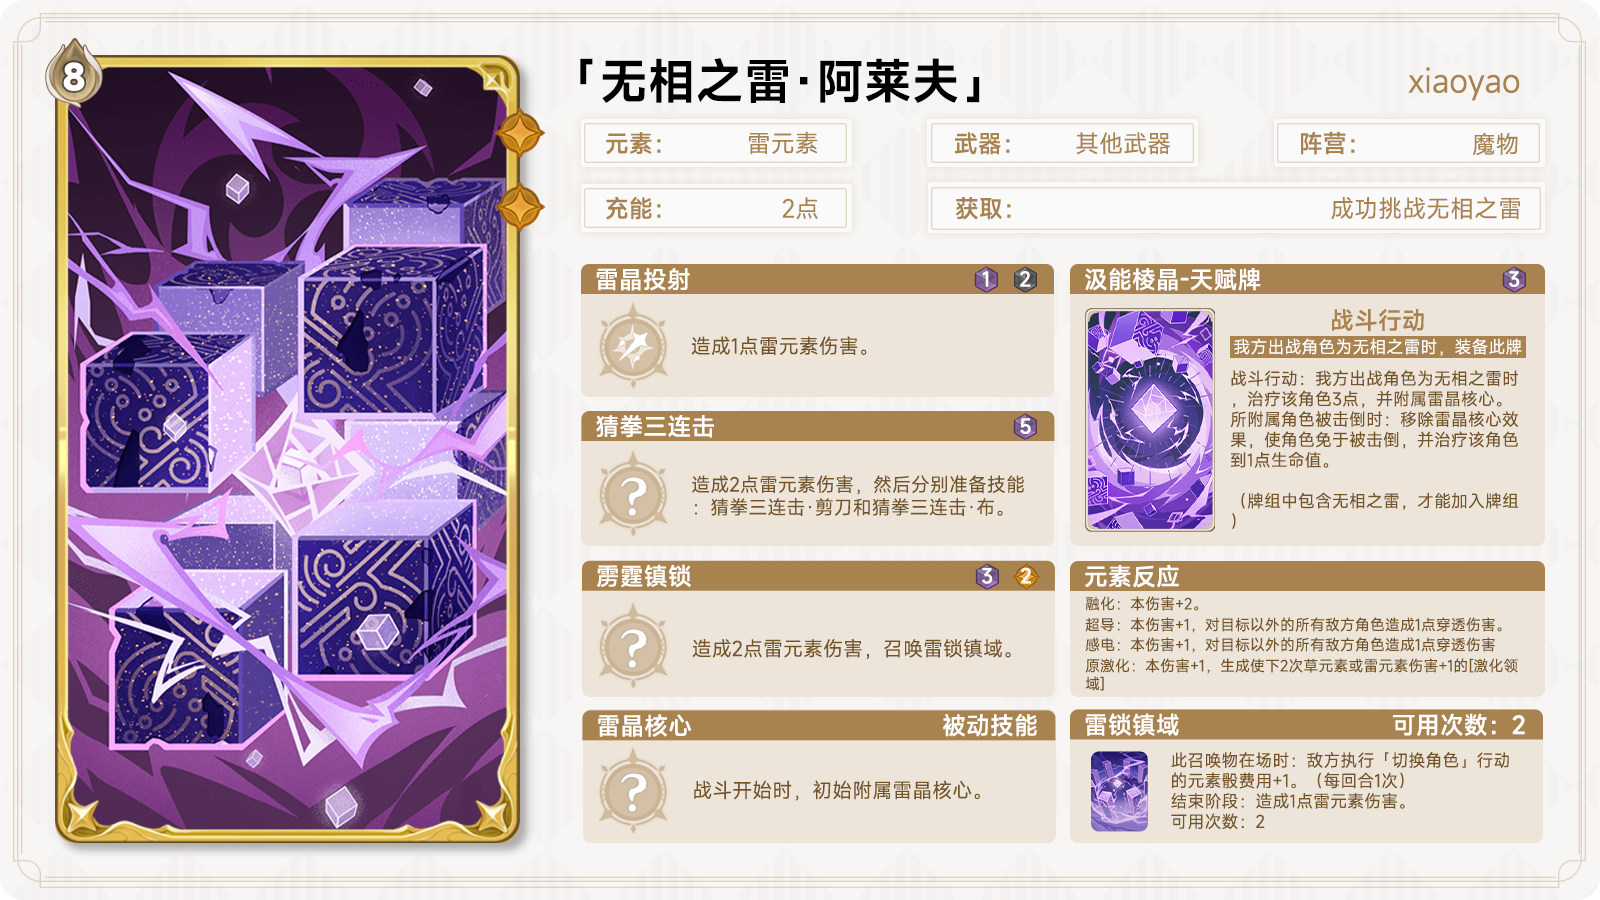 8
「无相之雷·阿莱夫」
xiaoyao
元素： 雷元素
武器： 其他武器
阵营： 魔物
充能： 2点
获取： 成功挑战无相之雷
雷晶投射 1 2
造成1点雷元素伤害。
猜拳三连击 5
?
造成2点雷元素伤害，然后分别准备技能
：猜拳三连击·剪刀和猜拳三连击·布。
雳霆镇锁 3 2
?
造成2点雷元素伤害，召唤雷锁镇域。
雷晶核心 被动技能
?
战斗开始时，初始附属雷晶核心。
汲能棱晶-天赋牌 3
战斗行动
我方出战角色为无相之雷时，装备此牌
战斗行动：我方出战角色为无相之雷时
，治疗该角色3点，并附属雷晶核心。
所附属角色被击倒时：移除雷晶核心效
果，使角色免于被击倒，并治疗该角色
到1点生命值。
（牌组中包含无相之雷，才能加入牌组
）
元素反应
融化：本伤害+2。
超导：本伤害+1，对目标以外的所有敌方角色造成1点穿透伤害。
感电：本伤害+1，对目标以外的所有敌方角色造成1点穿透伤害
原激化：本伤害+1，生成使下2次草元素或雷元素伤害+1的[激化领
域]
雷锁镇域 可用次数：2
此召唤物在场时：敌方执行「切换角色」行动
的元素骰费用+1。（每回合1次）
结束阶段：造成1点雷元素伤害。
可用次数：2